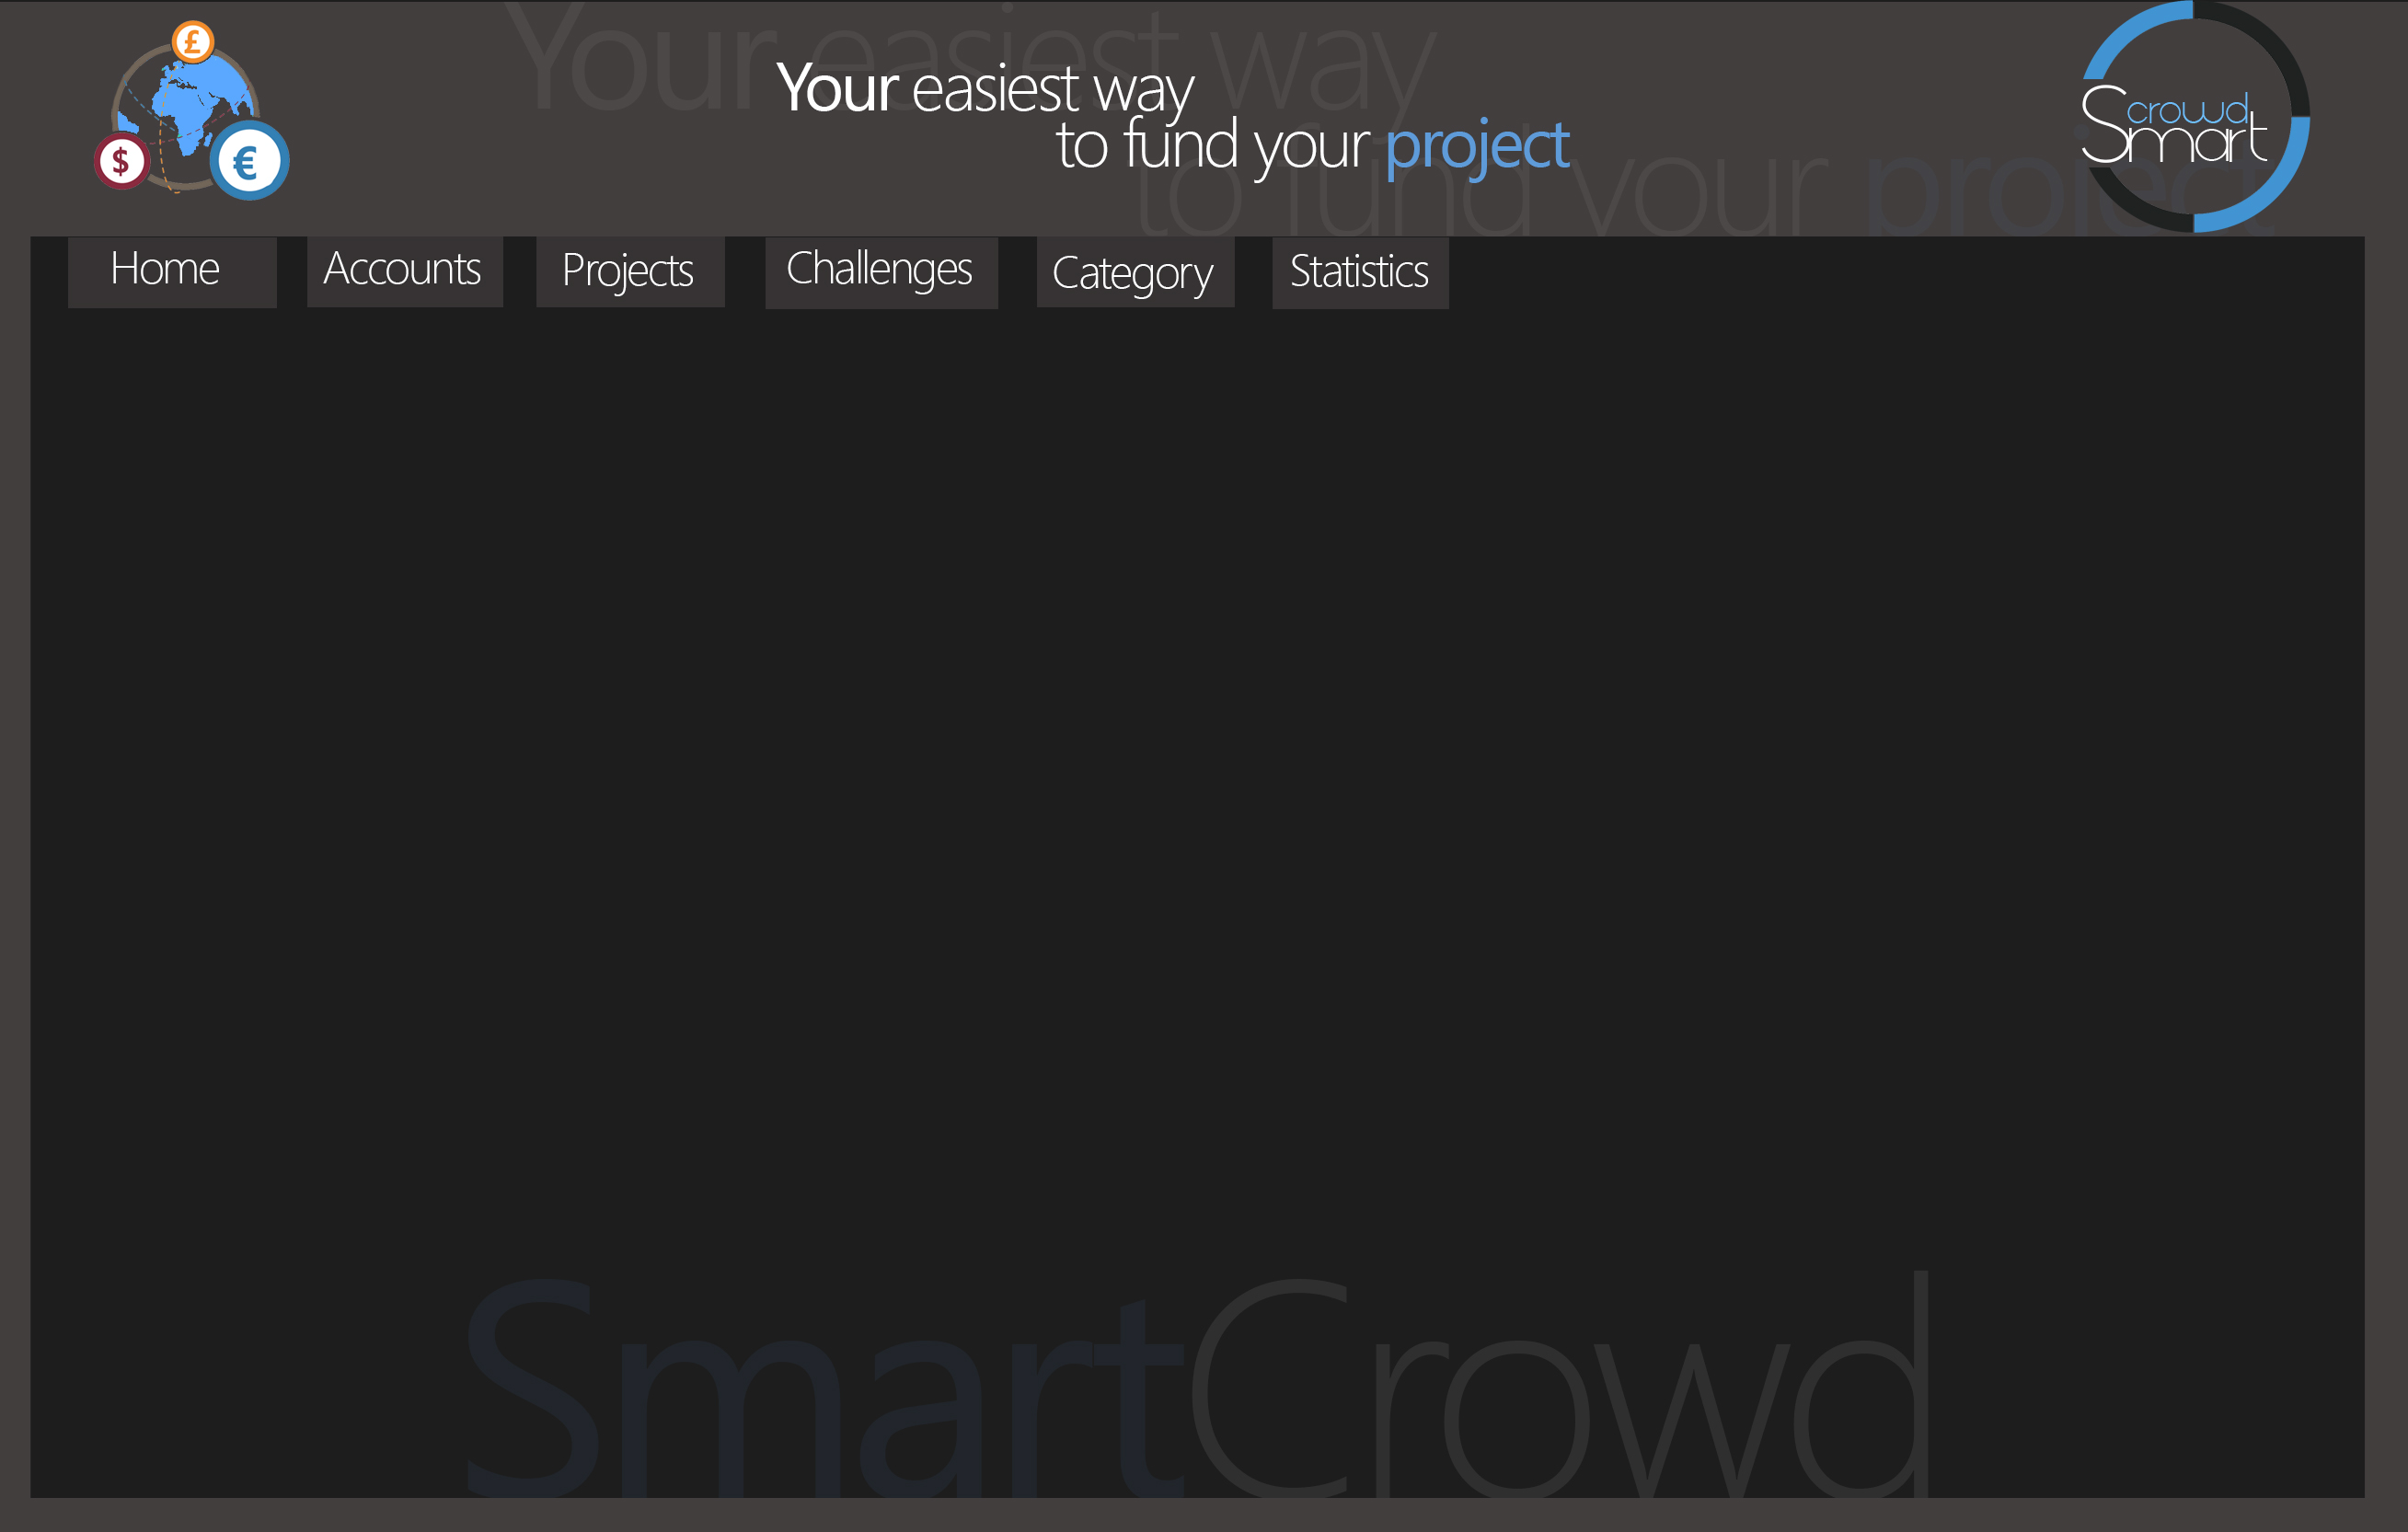 Your easiest way
to fund your project
Your easiest way
to fund your project
£
$
€
crowd
Smart
Home
Accounts
Projects
Challenges
Category
Statistics
SmartCrowd